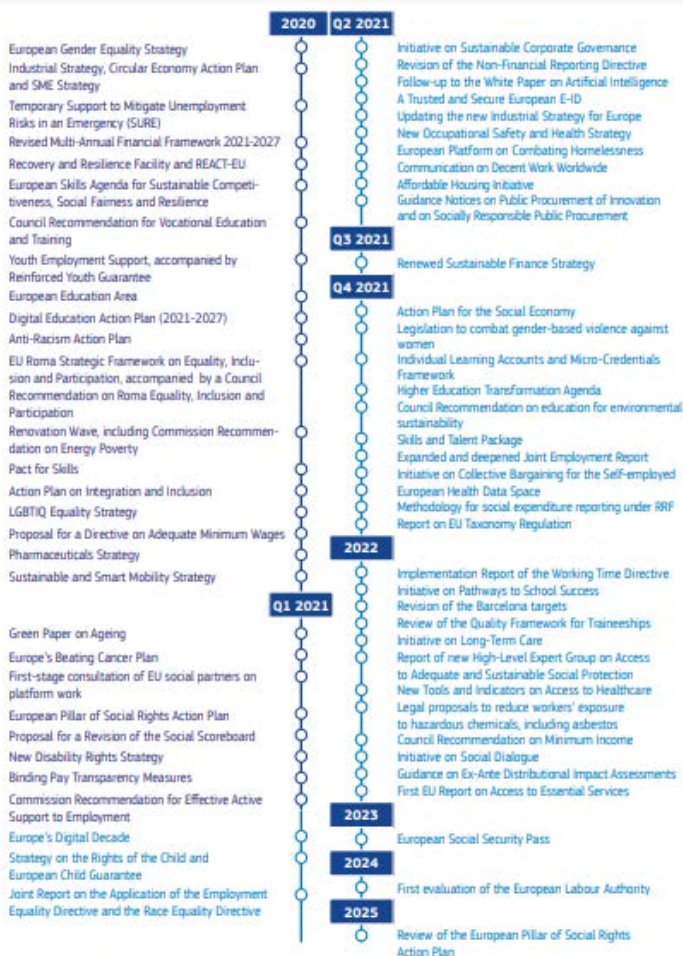 2020
European Gender Equality Strategy
Industrial Strategy, Circular Economy Action Plan
and SME Strategy
Temporary Support to Mitigate Unemployment
Risks in an Emergency (SURE)
Revised Multi-Annual Financial Framework 2021-2027
Recovery and Resilience Facility and REACT-EU
European Skills Agenda for Sustainable Competi-
tiveness, Social Fairness and Resilience
Council Recommendation for Vocational Education
and Training
Youth Employment Support, accompanied by
Reinforced Youth Guarantee
European Education Area
Digital Education Action Plan (2021-2027)
Anti-Racism Action Plan
EU Roma Strategic Framework on Equality, Inclu-
sion and Participation, accompanied by a Council
Recommendation on Roma Equality, Inclusion and
Participation
Renovation Wave, including Commission Recommen-
dation on Energy Poverty
Pact for Skills
Action Plan on Integration and Inclusion
LGBTIQ Equality Strategy
Proposal for a Directive on Adequate Minimum Wages
Pharmaceuticals Strategy
Sustainable and Smart Mobility Strategy
Q1 2021
Green Paper on Ageing
Europe's Beating Cancer Plan
First-stage consultation of EU social partners on
platform work
European Pillar of Social Rights Action Plan
Proposal for a Revision of the Social Scoreboard
New Disability Rights Strategy
Binding Pay Transparency Measures
Commission Recommendation for Effective Active
Support to Employment
Europe's Digital Decade
Strategy on the Rights of the Child and
European Child Guarantee
Joint Report on the Application of the Employment
Equality Directive and the Race Equality Directive
Q2 2021
Initiative on Sustainable Corporate Governance
Revision of the Non-Financial Reporting Directive
Follow-up to the White Paper on Artificial Intelligence
A Trusted and Secure European E-ID
Updating the new Industrial Strategy for Europe
New Occupational Safety and Health Strategy
European Platform on Combating Homelessness
Communication on Decent Work Worldwide
Affordable Housing Initiative
Guidance Notices on Public Procurement of Innovation
and on Socially Responsible Public Procurement
Q3 2021
Renewed Sustainable Finance Strategy
Q4 2021
Action Plan for the Social Economy
Legislation to combat gender-based violence against
women
Individual Learning Accounts and Micro-Credentials
Framework
Higher Education Transformation Agenda
Council Recommendation on education for environmental
sustainability
Skills and Talent Package
Expanded and deepened Joint Employment Report
Initiative on Collective Bargaining for the Self-employed
European Health Data Space
Methodology for social expenditure reporting under RRF
Report on EU Taxonomy Regulation
2022
Implementation Report of the Working Time Directive
Initiative on Pathways to School Success
Revision of the Barcelona targets
Review of the Quality Framework for Traineeships
Initiative on Long-Term Care
Report of new High-Level Expert Group on Access
to Adequate and Sustainable Social Protection
New Tools and Indicators on Access to Healthcare
Legal proposals to reduce workers' exposure
to hazardous chemicals, including asbestos
Council Recommendation on Minimum Income
Initiative on Social Dialogue
Guidance on Ex-Ante Distributional Impact Assessments
First EU Report on Access to Essential Services
2023
European Social Security Pass
2024
First evaluation of the European Labour Authority
2025
Review of the European Pillar of Social Rights
Action Plan